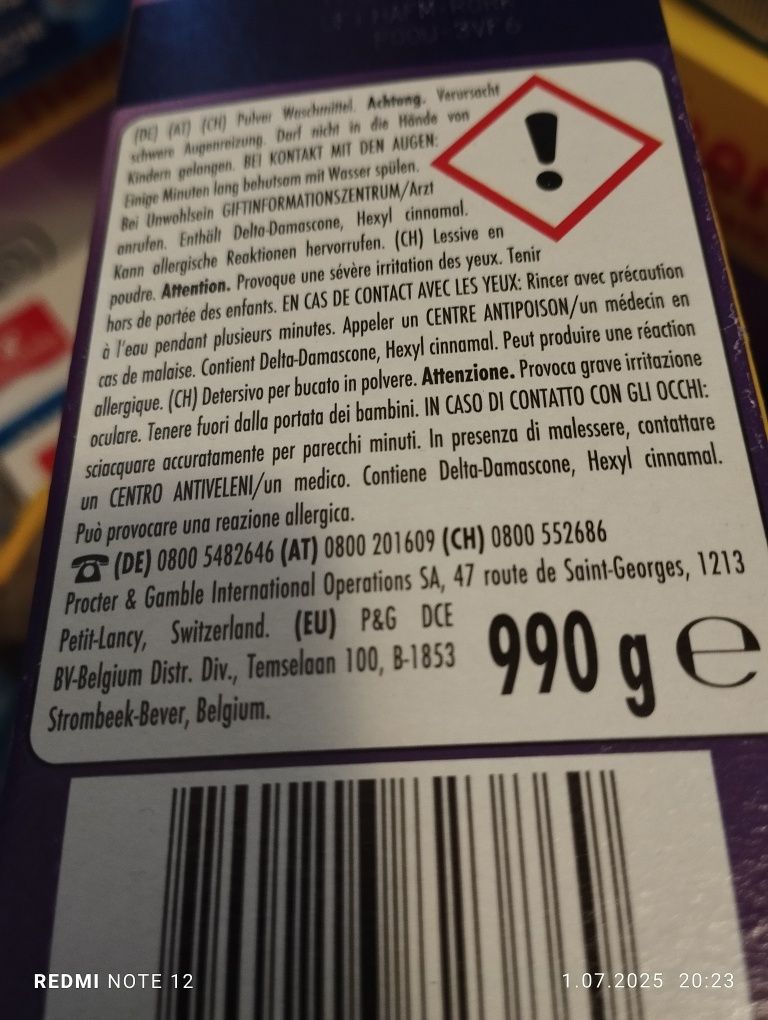 (DE) (AT) (CH) Pulver Waschmittel. Achtung. Verursacht
schwere Augenreizung. Darf nicht in die Hände von
Kindern gelangen. BEI KONTAKT MIT DEN AUGEN:
Einige Minuten lang behutsam mit Wasser spülen.
Bei Unwohlsein GIFTINFORMATIONSZENTRUM/Arzt
anrufen. Enthält Delta-Damascone, Hexyl cinnamal.
Kann allergische Reaktionen hervorrufen. (CH) Lessive en
poudre. Attention. Provoque une sévère irritation des yeux. Tenir
hors de portée des enfants. EN CAS DE CONTACT AVEC LES YEUX: Rincer avec précaution
à l'eau pendant plusieurs minutes. Appeler un CENTRE ANTIPOISON/un médecin en
cas de malaise. Contient Delta-Damascone, Hexyl cinnamal. Peut produire une réaction
allergique. (CH) Detersivo per bucato in polvere. Attenzione. Provoca grave irritazione
oculare. Tenere fuori dalla portata dei bambini. IN CASO DI CONTATTO CON GLI OCCHI:
sciacquare accuratamente per parecchi minuti. In presenza di malessere, contattare
un CENTRO ANTIVELENI/un medico. Contiene Delta-Damascone, Hexyl cinnamal.
Può provocare una reazione allergica.
(DE) 0800 5482646 (AT) 0800 201609 (CH) 0800 552686
Procter & Gamble International Operations SA, 47 route de Saint-Georges, 1213
Petit-Lancy, Switzerland. (EU) P&G DCE
BV-Belgium Distr. Div., Temselaan 100, B-1853
Strombeek-Bever, Belgium.
990 g e
REDMI NOTE 12
1.07.2025 20:23